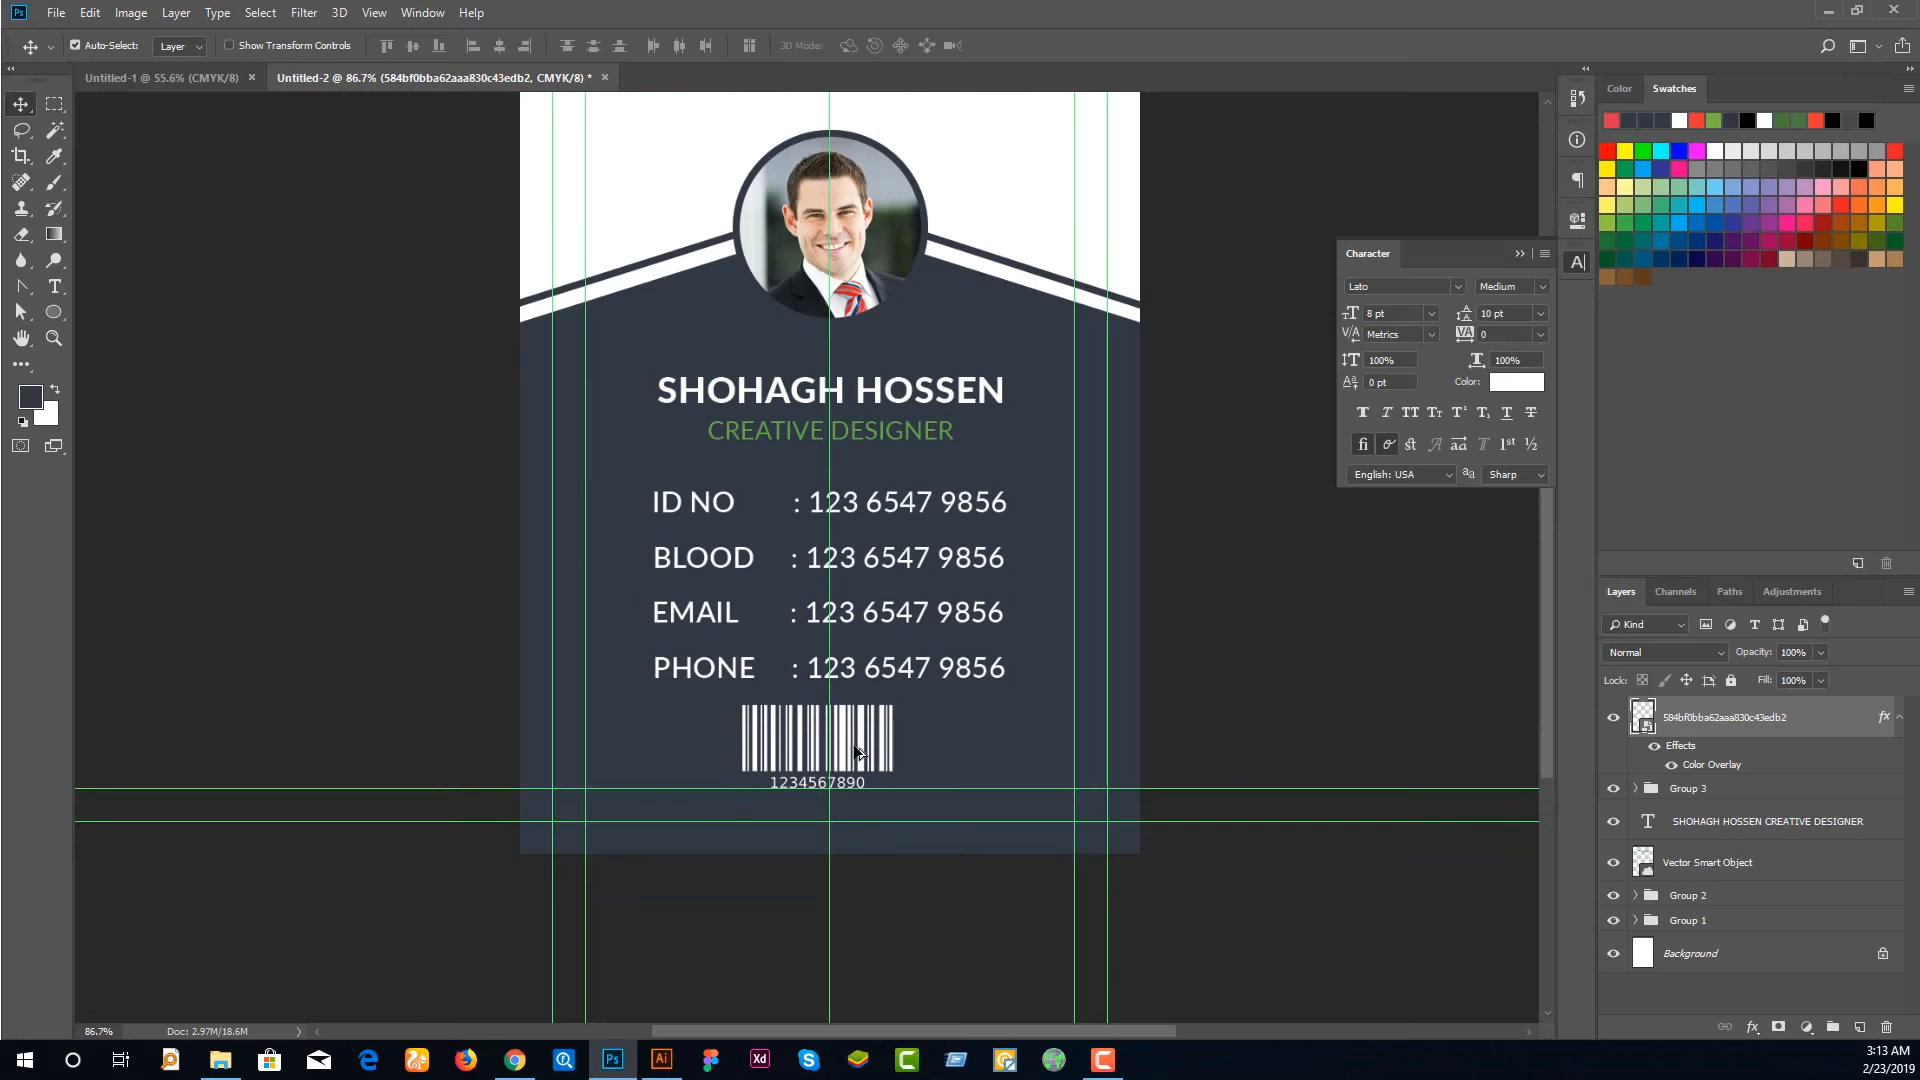 Ps File Edit Image Layer Type Select Filter 3D View Window Help
Auto-Select: Layer Show Transform Controls 3D Mode:
Untitled-1 @ 55.6% (CMYK/8) × Untitled-2 @ 86.7% (584bf0bba62aaa830c43edb2, CMYK/8) * ×
Color Swatches
Character
Lato Medium
8 pt 10 pt
Metrics 0
100% 100%
0 pt Color:
English: USA Sharp
SHOHAGH HOSSEN
CREATIVE DESIGNER
ID NO : 123 6547 9856
BLOOD : 123 6547 9856
EMAIL : 123 6547 9856
PHONE : 123 6547 9856
1234567890
Layers Channels Paths Adjustments
Kind
Normal Opacity: 100%
Lock: Fill: 100%
584bf0bba62aaa830c43edb2 fx
Effects
Color Overlay
Group 3
SHOHAGH HOSSEN CREATIVE DESIGNER
Vector Smart Object
Group 2
Group 1
Background
86.7% Doc: 2.97M/18.6M
Ps Ai Xd
3:13 AM
2/23/2019